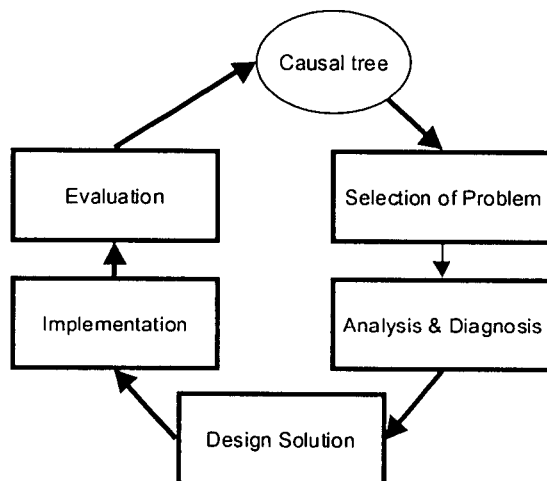 Causal tree
Selection of Problem
Analysis & Diagnosis
Design Solution
Implementation
Evaluation